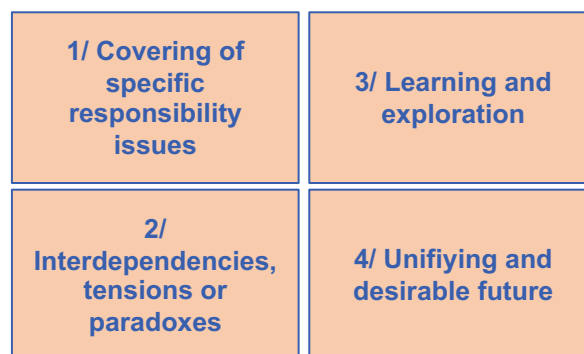 1/ Covering of
specific
responsibility
issues
2/
Interdependencies,
tensions or
paradoxes
3/ Learning and
exploration
4/ Unifiying and
desirable future